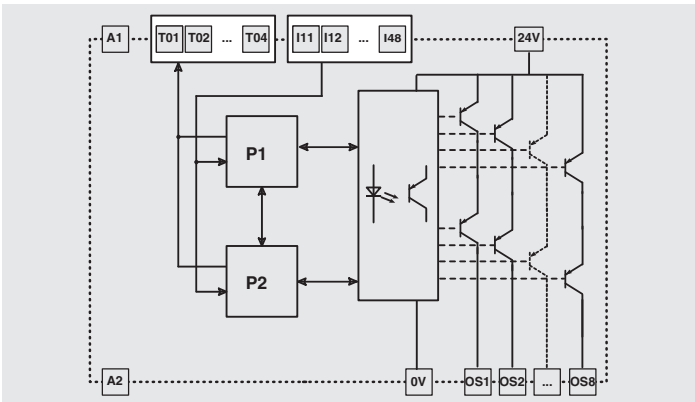 A1 T01 T02 ... T04 I11 I12 ... I48 24V
P1
P2
A2 0V OS1 OS2 ... OS8